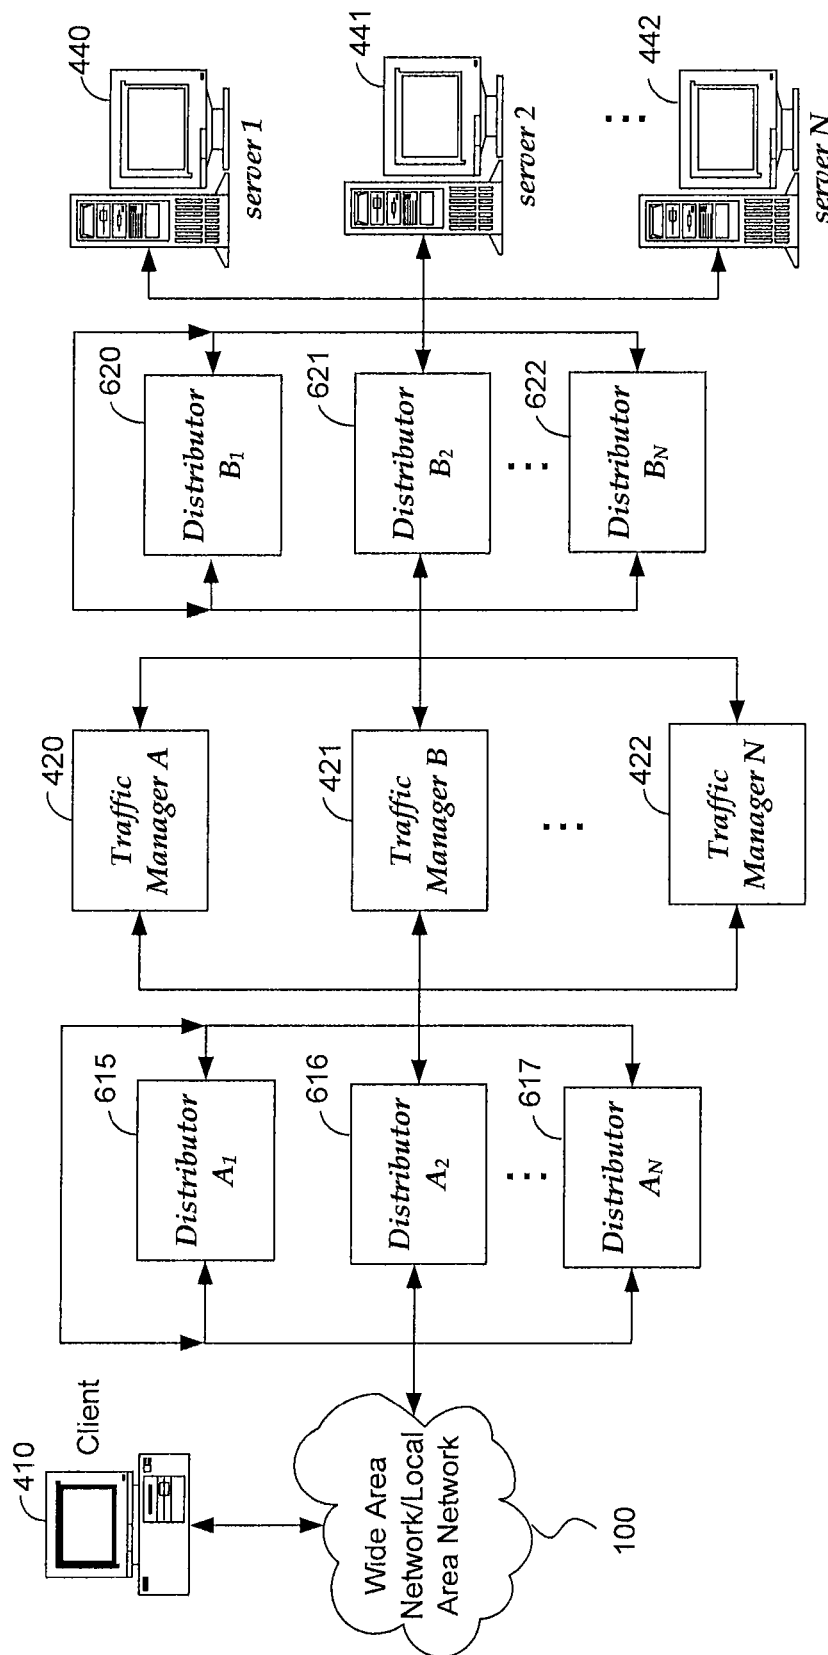 410
Client
Wide Area
Network/Local
Area Network
100
615
Distributor
A1
616
Distributor
A2
...
617
Distributor
AN
420
Traffic
Manager A
421
Traffic
Manager B
...
422
Traffic
Manager N
620
Distributor
B1
621
Distributor
B2
...
622
Distributor
BN
440
server 1
441
server 2
...
442
server N